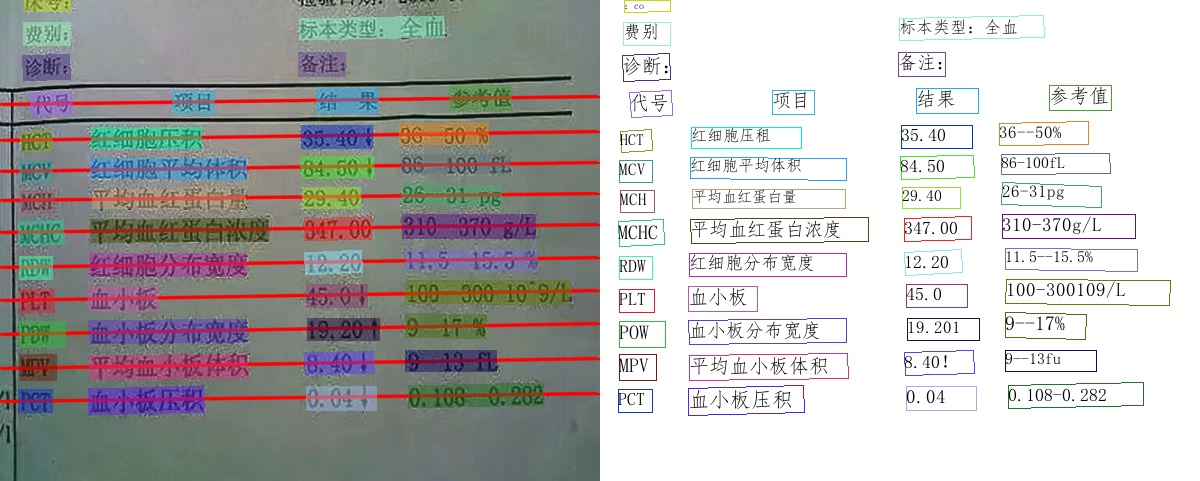 费别: 标本类型: 全血
诊断: 备注:
代号 项目 结 果 参考值
HCT 红细胞压积 35.40↓ 36--50 %
MCV 红细胞平均体积 84.50↓ 86--100 fL
MCH 平均血红蛋白量 29.40 26--31 pg
MCHC 平均血红蛋白浓度 347.00 310--370 g/L
RDW 红细胞分布宽度 12.20 11.5--15.5 %
PLT 血小板 45.0↓ 100--300 10^9/L
PDW 血小板分布宽度 19.20↑ 9--17 %
MPV 平均血小板体积 8.40↓ 9--13 fL
PCT 血小板压积 0.04↓ 0.108--0.282
: co
费别 标本类型: 全血
诊断: 备注:
代号 项目 结果 参考值
HCT 红细胞压租 35.40 36--50%
MCV 红细胞平均体积 84.50 86-100fL
MCH 平均血红蛋白量 29.40 26-31pg
MCHC 平均血红蛋白浓度 347.00 310-370g/L
RDW 红细胞分布宽度 12.20 11.5--15.5%
PLT 血小板 45.0 100-300109/L
POW 血小板分布宽度 19.201 9--17%
MPV 平均血小板体积 8.40! 9--13fu
PCT 血小板压积 0.04 0.108-0.282